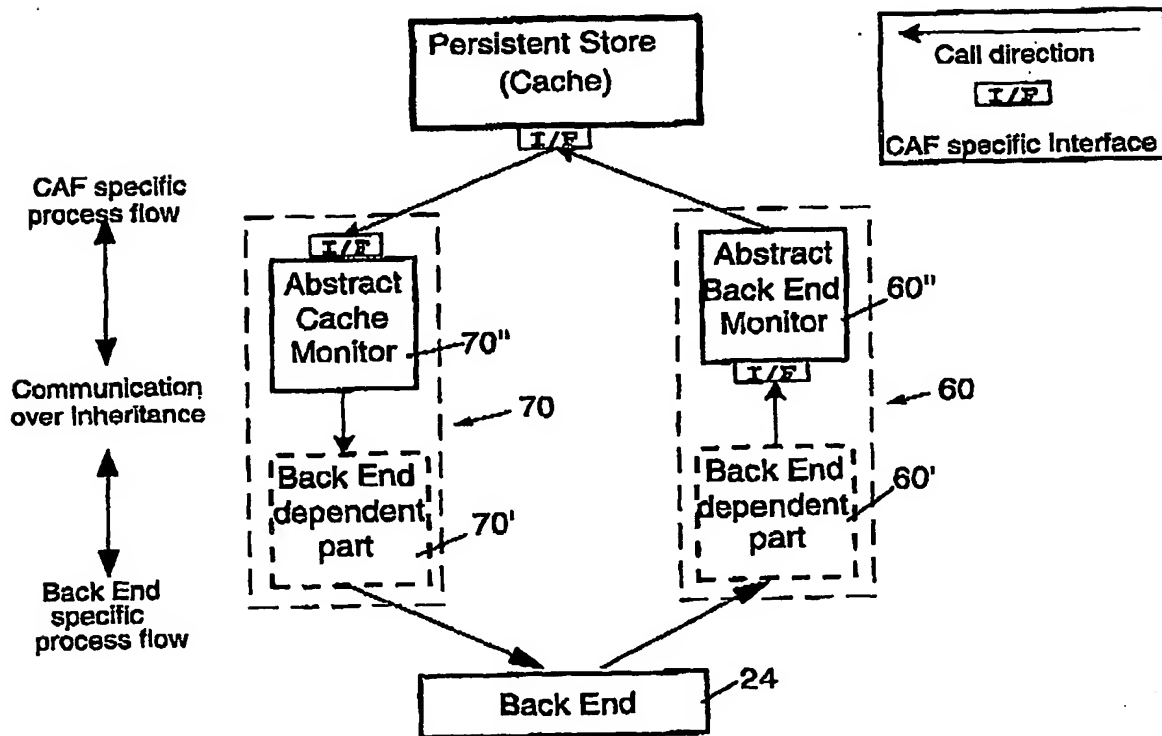 Persistent Store
(Cache)
I/F
Call direction
I/F
CAF specific Interface
CAF specific
process flow
I/F
Abstract
Cache
Monitor
70"
Abstract
Back End
Monitor
60"
I/F
Communication
over Inheritance
70
60
Back End
dependent
part
70'
Back End
dependent
part
60'
Back End
specific
process flow
Back End
24